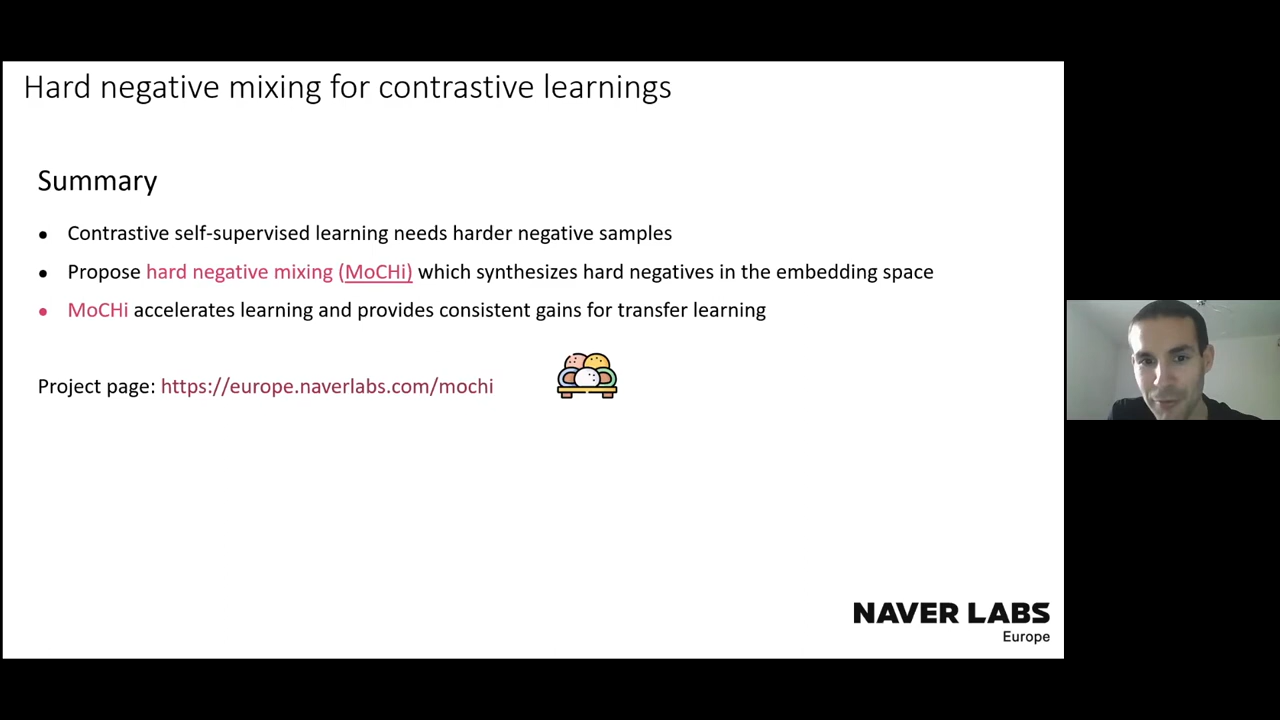 Hard negative mixing for contrastive learnings
Summary
• Contrastive self-supervised learning needs harder negative samples
• Propose hard negative mixing (MoCHi) which synthesizes hard negatives in the embedding space
• MoCHi accelerates learning and provides consistent gains for transfer learning
Project page: https://europe.naverlabs.com/mochi
NAVER LABS
Europe